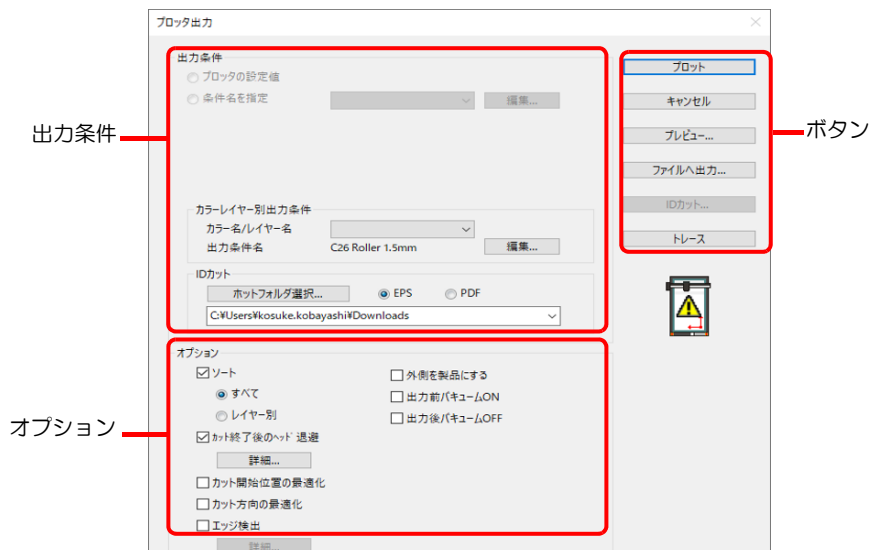 プロッタ出力
出力条件
プロッタの設定値
条件名を指定
編集...
カラーレイヤー別出力条件
カラー名/レイヤー名
出力条件名 C26 Roller 1.5mm 編集...
IDカット
ホットフォルダ選択... EPS PDF
C:¥Users¥kosuke.kobayashi¥Downloads
オプション
ソート
すべて
レイヤー別
カット終了後のヘッド退避
詳細...
カット開始位置の最適化
カット方向の最適化
エッジ検出
詳細...
外側を製品にする
出力前バキュームON
出力後バキュームOFF
プロット
キャンセル
プレビュー...
ファイルへ出力...
IDカット...
トレース
出力条件
オプション
ボタン